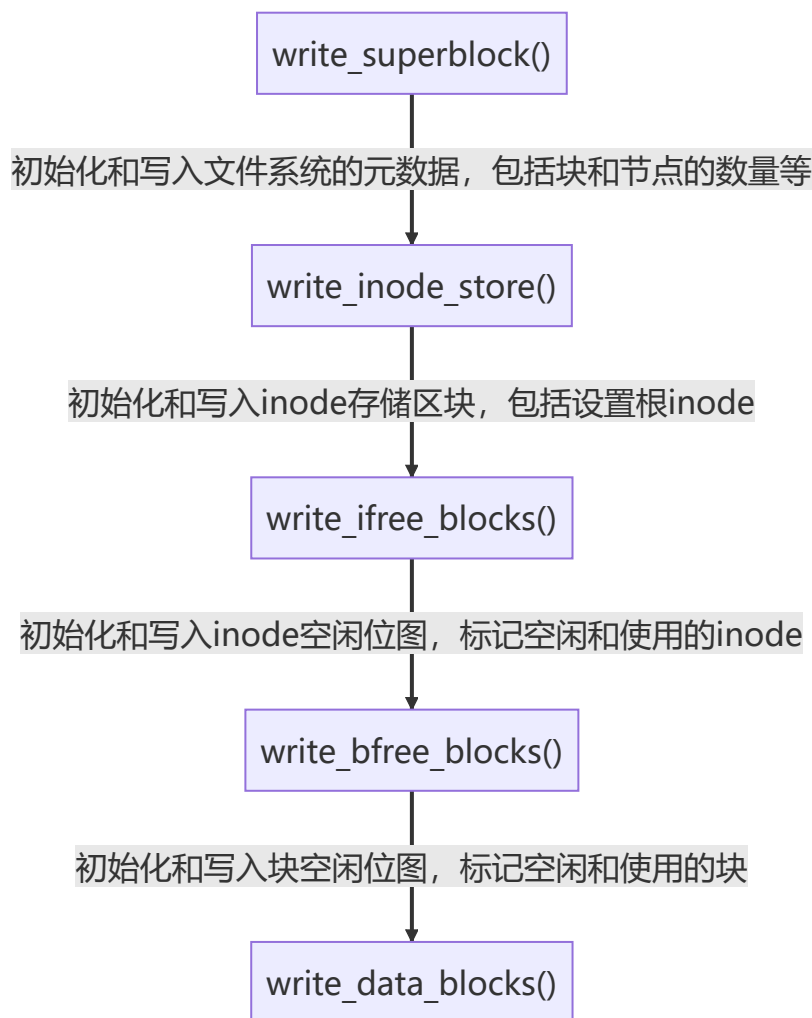 write_superblock()
初始化和写入文件系统的元数据，包括块和节点的数量等
write_inode_store()
初始化和写入inode存储区块，包括设置根inode
write_ifree_blocks()
初始化和写入inode空闲位图，标记空闲和使用的inode
write_bfree_blocks()
初始化和写入块空闲位图，标记空闲和使用的块
write_data_blocks()